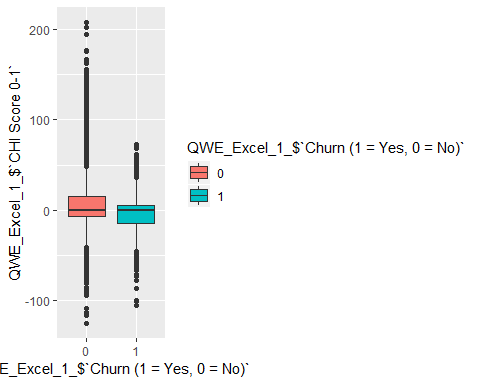 QWE_Excel_1_$`CHI Score 0-1`
200
100
0
-100
0
1
E_Excel_1_$`Churn (1 = Yes, 0 = No)`
QWE_Excel_1_$`Churn (1 = Yes, 0 = No)`
0
1